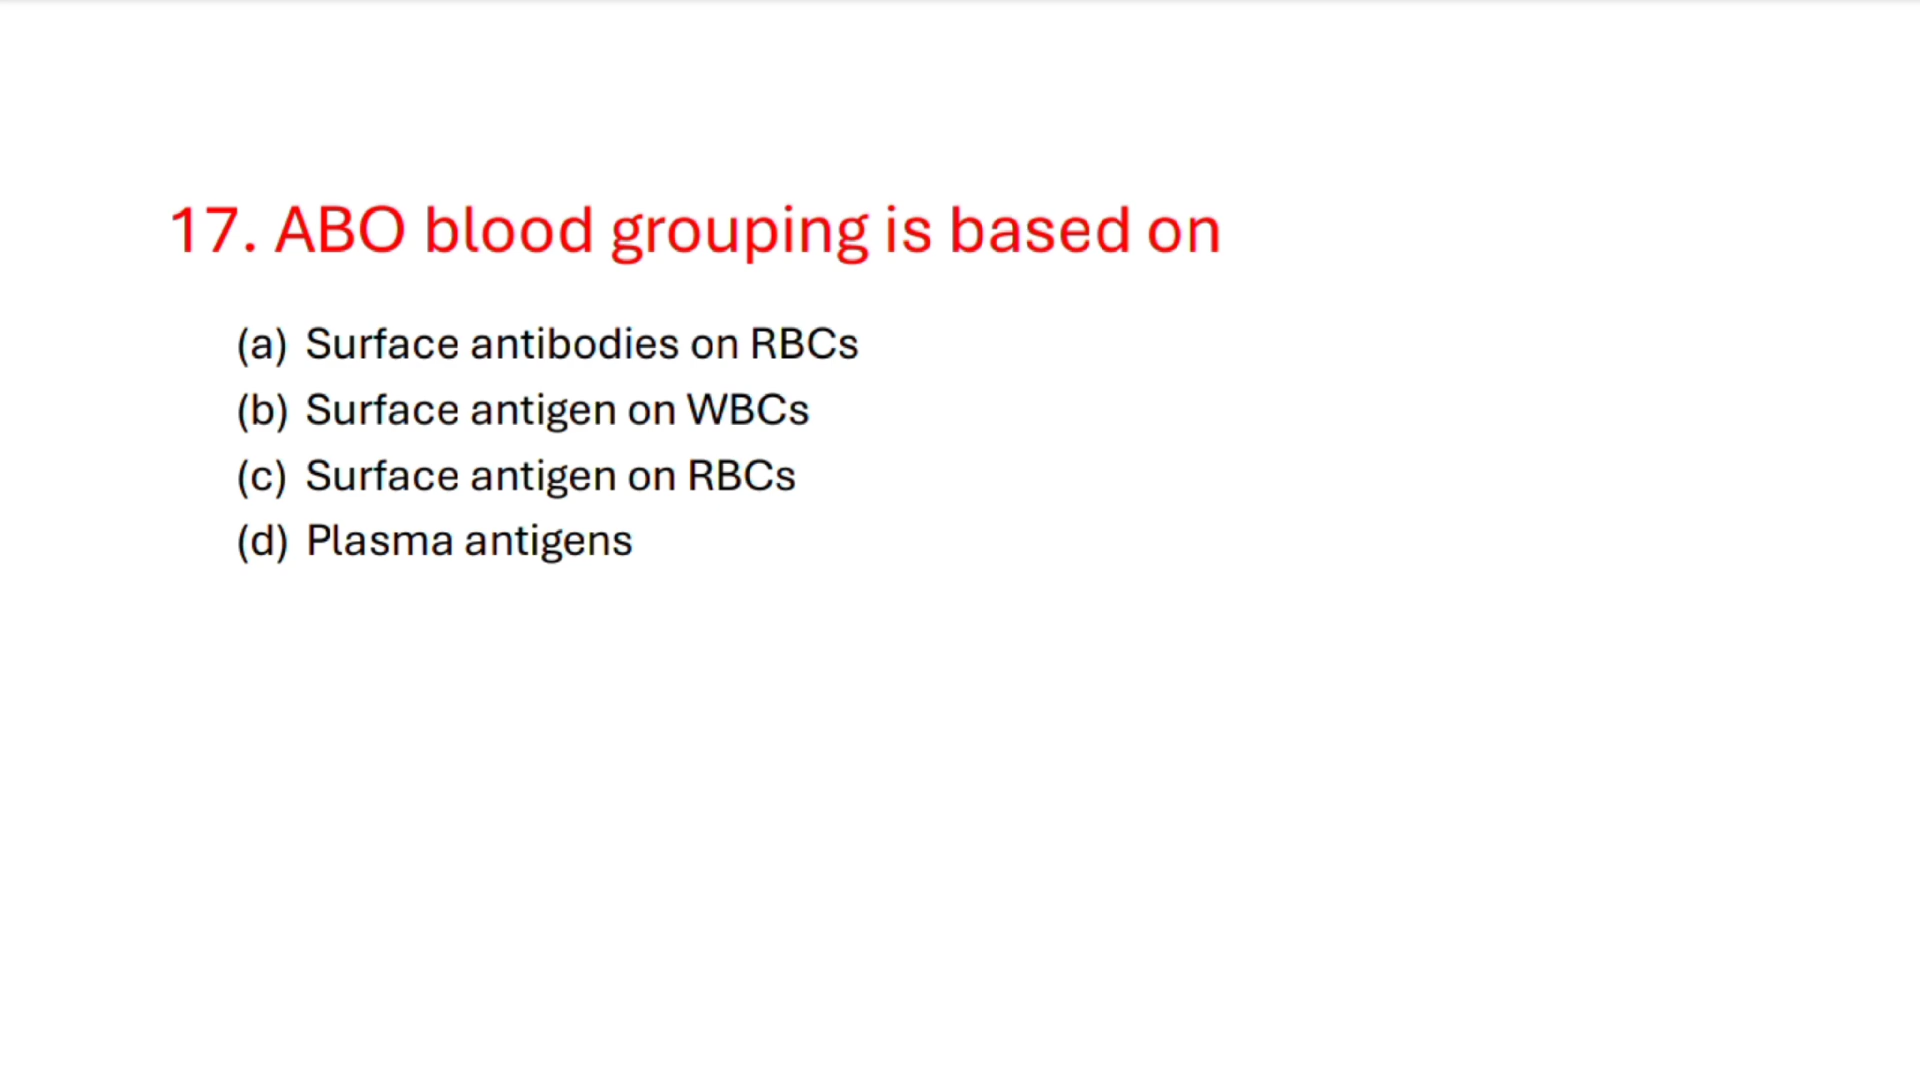 17. ABO blood grouping is based on
(a) Surface antibodies on RBCs
(b) Surface antigen on WBCs
(c) Surface antigen on RBCs
(d) Plasma antigens